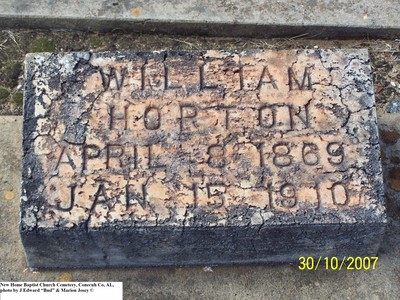 WILLIAM
HORTON
APRIL 8 1869
JAN 15 1910
30/10/2007
New Home Baptist Church Cemetery, Conecuh Co, AL.
photo by J Edward "Bud" & Marion Josey ©